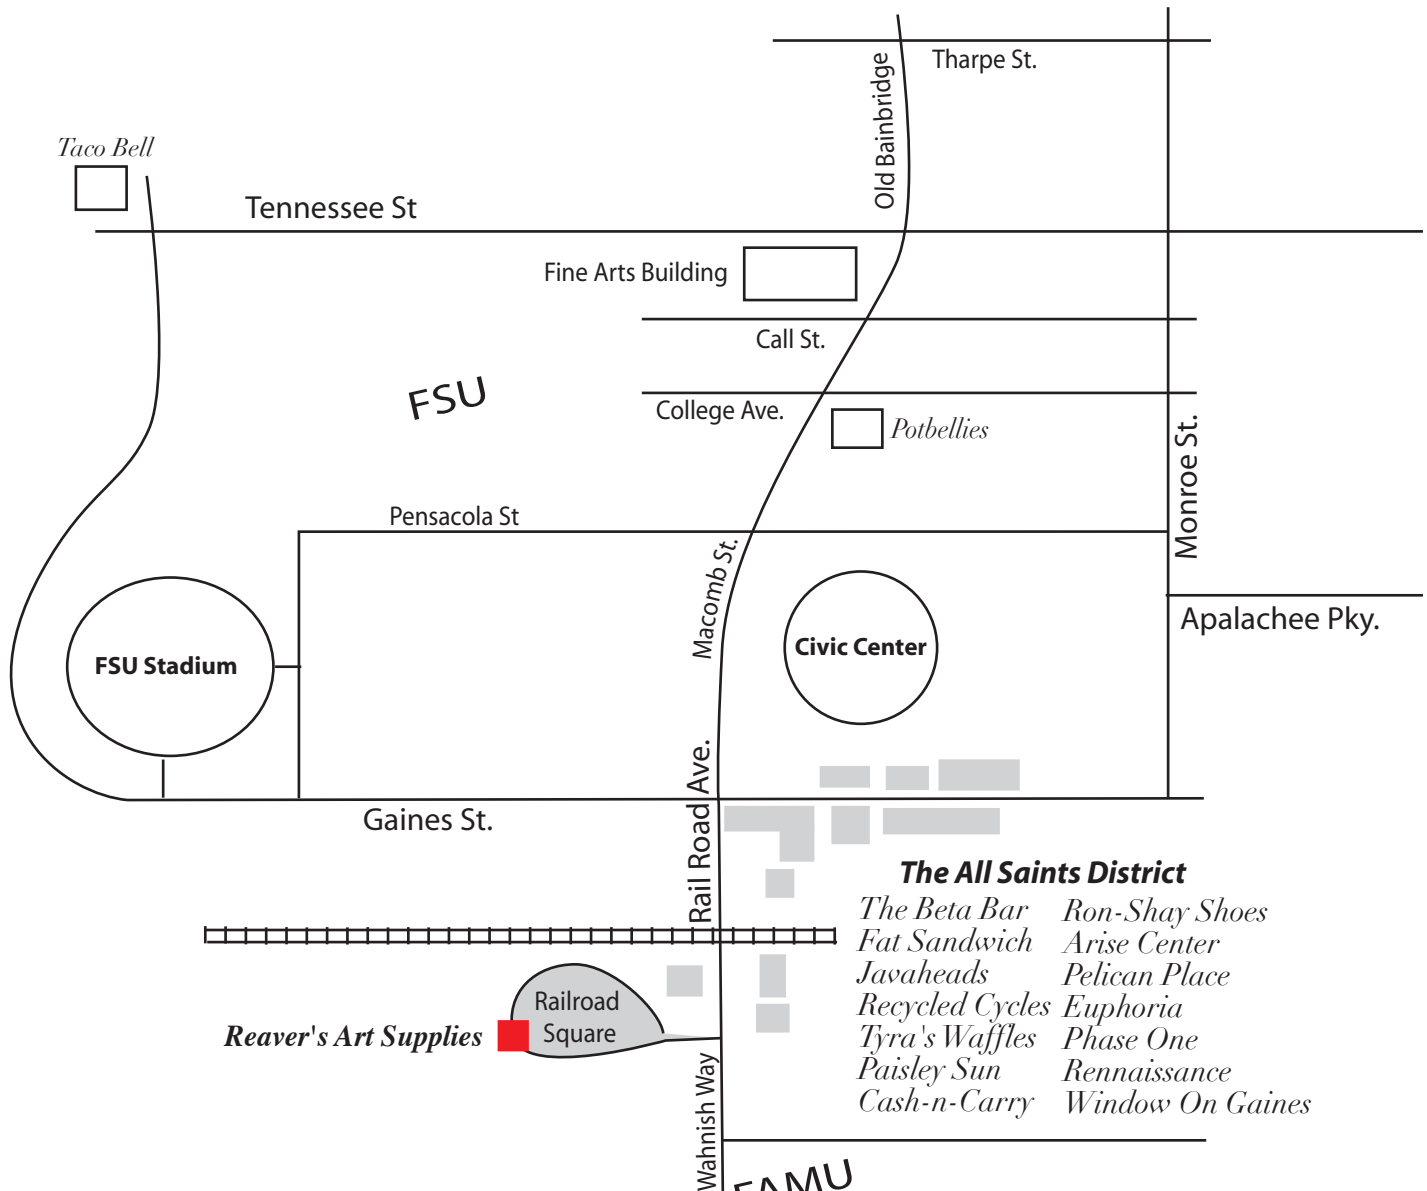 Tharpe St.
Old Bainbridge
Taco Bell
Tennessee St
Fine Arts Building
Call St.
FSU
College Ave.
Potbellies
Monroe St.
Pensacola St
Macomb St.
Apalachee Pky.
FSU Stadium
Civic Center
Rail Road Ave.
Gaines St.
The All Saints District
The Beta Bar
Fat Sandwich
Javaheads
Recycled Cycles
Tyra's Waffles
Paisley Sun
Cash-n-Carry
Ron-Shay Shoes
Arise Center
Pelican Place
Euphoria
Phase One
Rennaissance
Window On Gaines
Railroad
Square
Reaver's Art Supplies
Wahnish Way
FAMU